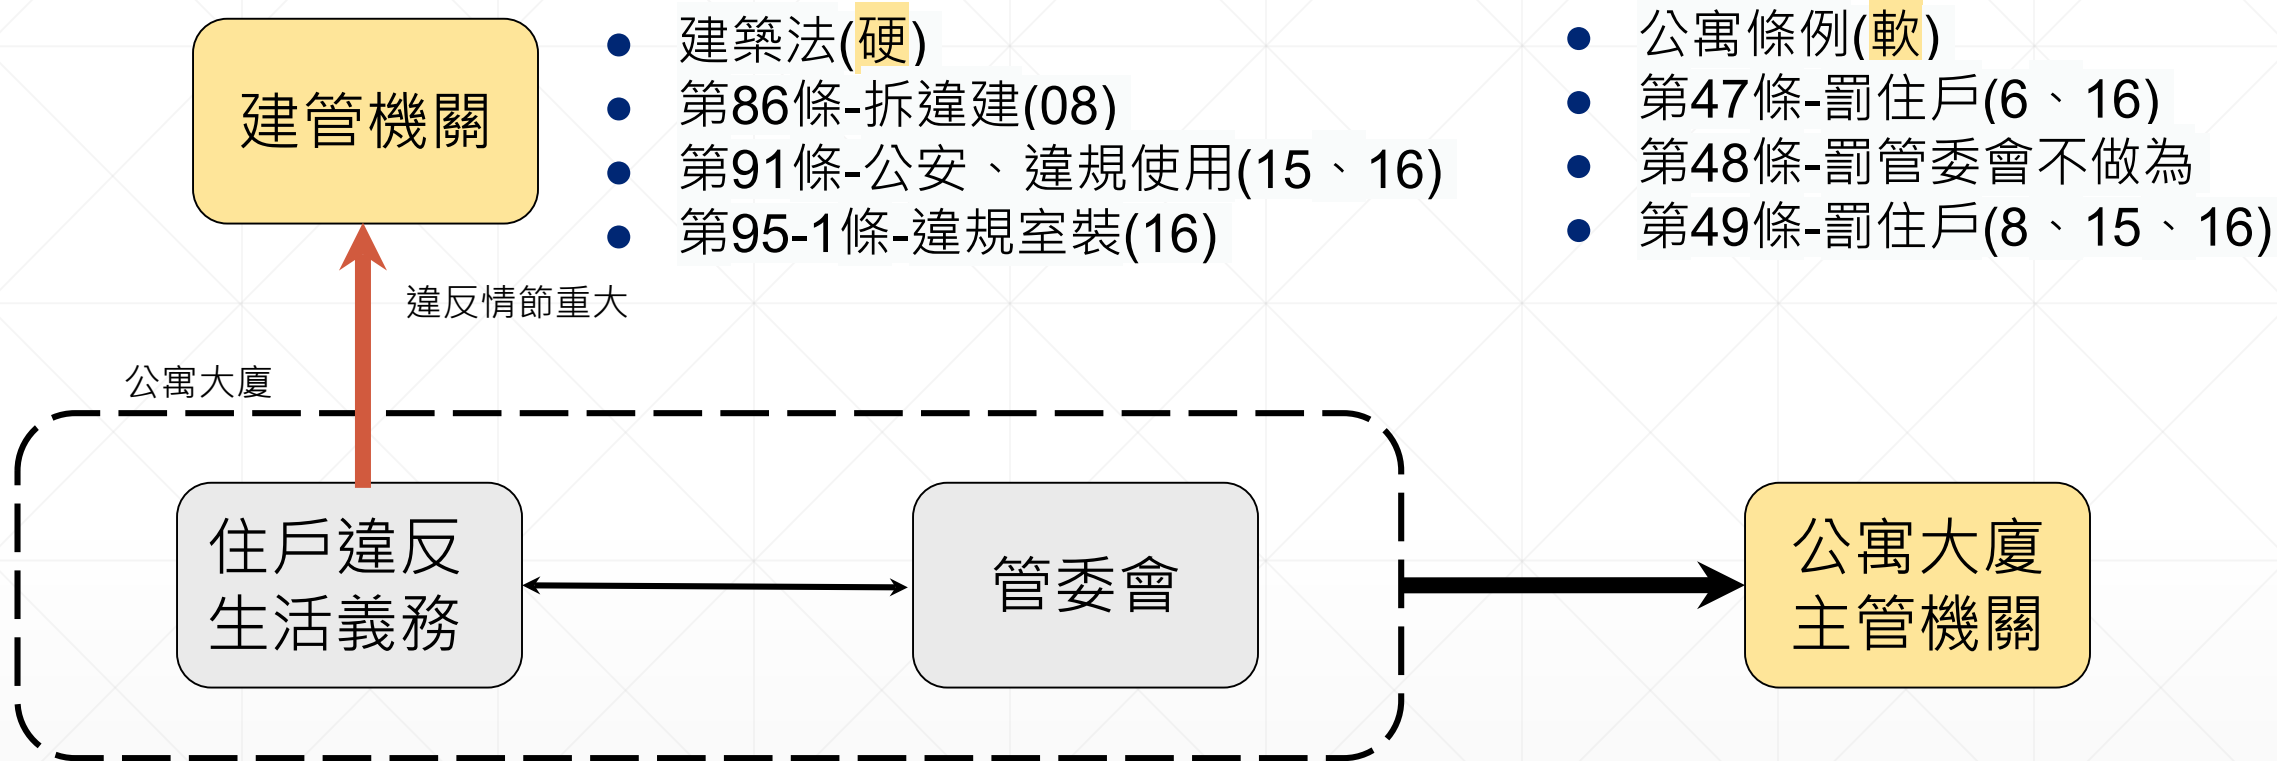 建管機關
建築法(硬)
第86條-拆違建(08)
第91條-公安、違規使用(15、16)
第95-1條-違規室裝(16)
公寓條例(軟)
第47條-罰住戶(6、16)
第48條-罰管委會不做為
第49條-罰住戶(8、15、16)
違反情節重大
公寓大廈
住戶違反
生活義務
管委會
公寓大廈
主管機關